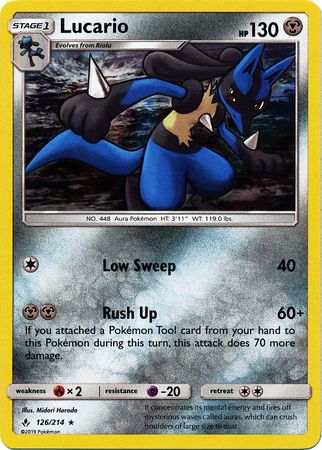 STAGE 1 Lucario HP 130
Evolves from Riolu
NO. 448 Aura Pokémon HT: 3'11" WT: 119.0 lbs.
Low Sweep 40
Rush Up 60+
If you attached a Pokémon Tool card from your hand to
this Pokémon during this turn, this attack does 70 more
damage.
weakness × 2 resistance -20 retreat
Illus. Midori Harada
It concentrates its mental energy and fires off
mysterious waves called auras, which can crush
boulders of large size to dust.
126/214
©2019 Pokémon